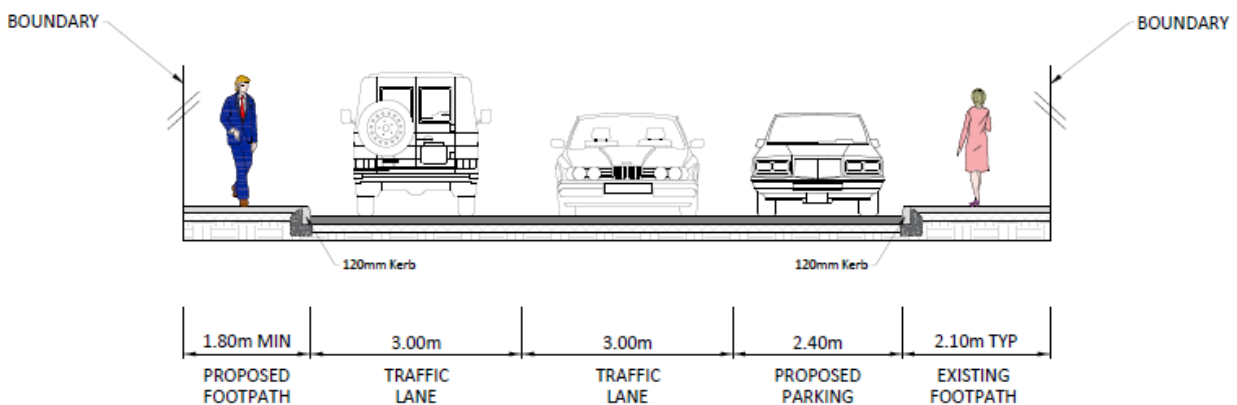 BOUNDARY
BOUNDARY
120mm Kerb
120mm Kerb
1.80m MIN
3.00m
3.00m
2.40m
2.10m TYP
PROPOSED
FOOTPATH
TRAFFIC
LANE
TRAFFIC
LANE
PROPOSED
PARKING
EXISTING
FOOTPATH